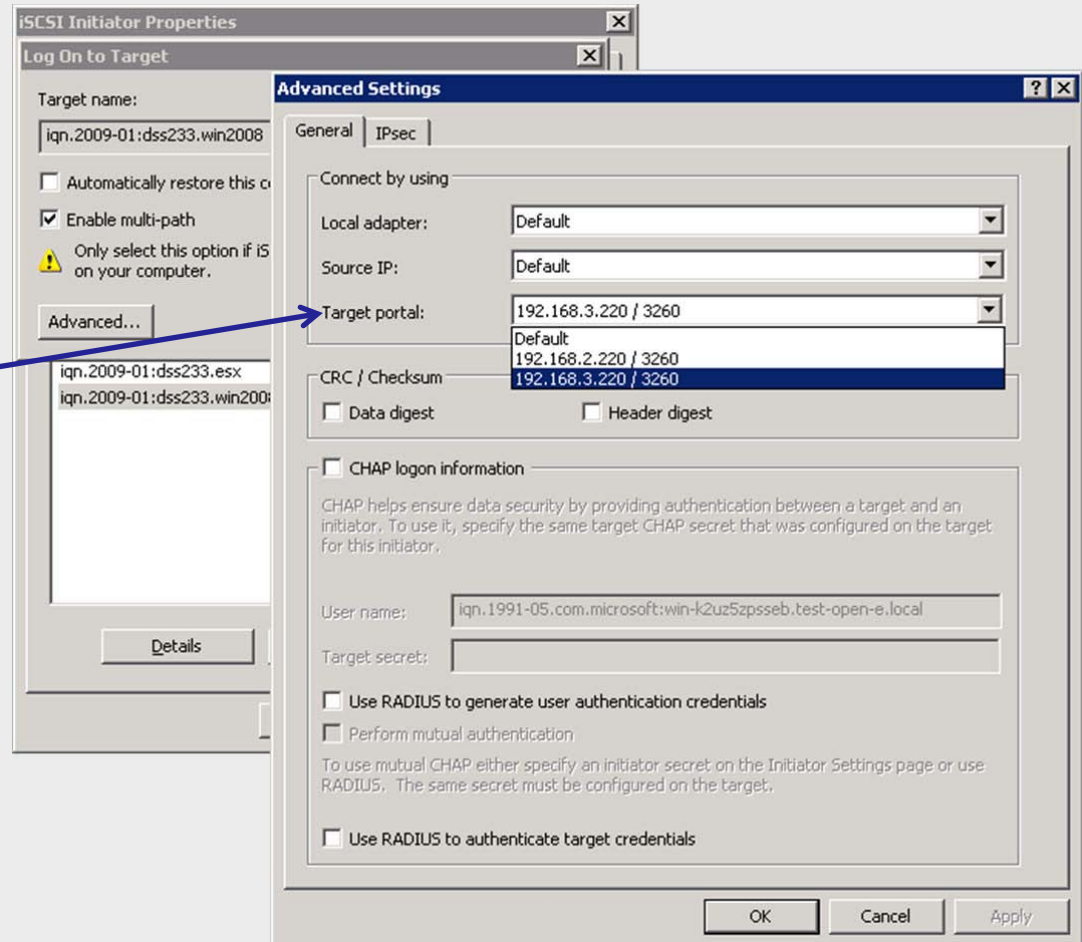 iSCSI Initiator Properties
Log On to Target
Target name:
iqn.2009-01:dss233.win2008
Automatically restore this c
Enable multi-path
Only select this option if iS
on your computer.
Advanced...
iqn.2009-01:dss233.esx
iqn.2009-01:dss233.win200
Details
Advanced Settings
General
IPsec
Connect by using
Local adapter:
Default
Source IP:
Default
Target portal:
192.168.3.220 / 3260
Default
192.168.2.220 / 3260
192.168.3.220 / 3260
CRC / Checksum
Data digest
Header digest
CHAP logon information
CHAP helps ensure data security by providing authentication between a target and an
initiator. To use it, specify the same target CHAP secret that was configured on the target
for this initiator.
User name:
iqn.1991-05.com.microsoft:win-k2uz5zpsseb.test-open-e.local
Target secret:
Use RADIUS to generate user authentication credentials
Perform mutual authentication
To use mutual CHAP either specify an initiator secret on the Initiator Settings page or use
RADIUS. The same secret must be configured on the target.
Use RADIUS to authenticate target credentials
OK
Cancel
Apply